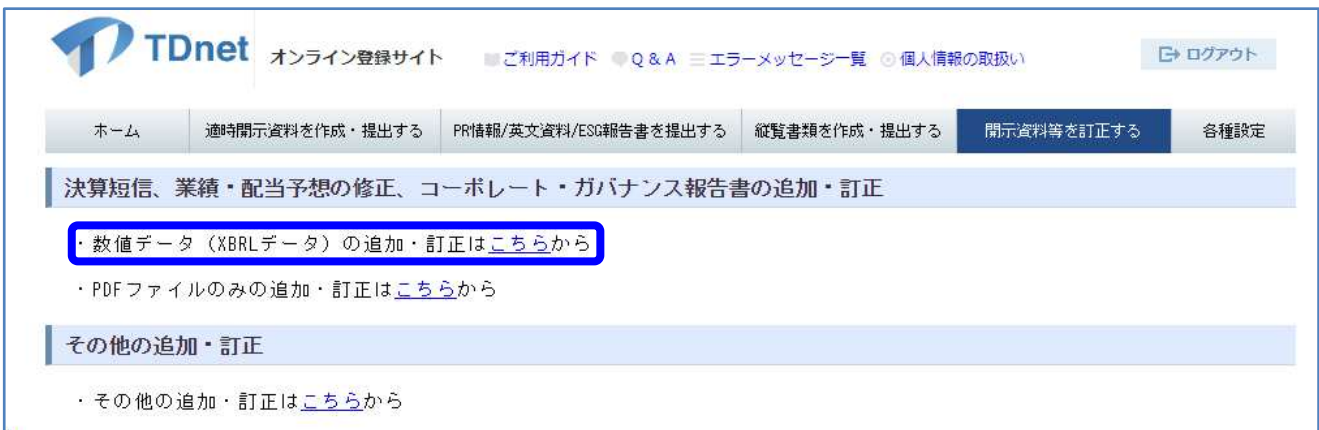 TDnet オンライン登録サイト ご利用ガイド Q & A エラーメッセージ一覧 個人情報の取扱い ログアウト
ホーム 適時開示資料を作成・提出する PR情報/英文資料/ESG報告書を提出する 縦覧書類を作成・提出する 開示資料等を訂正する 各種設定
決算短信、業績・配当予想の修正、コーポレート・ガバナンス報告書の追加・訂正
・数値データ（XBRLデータ）の追加・訂正はこちらから
・PDFファイルのみの追加・訂正はこちらから
その他の追加・訂正
・その他の追加・訂正はこちらから